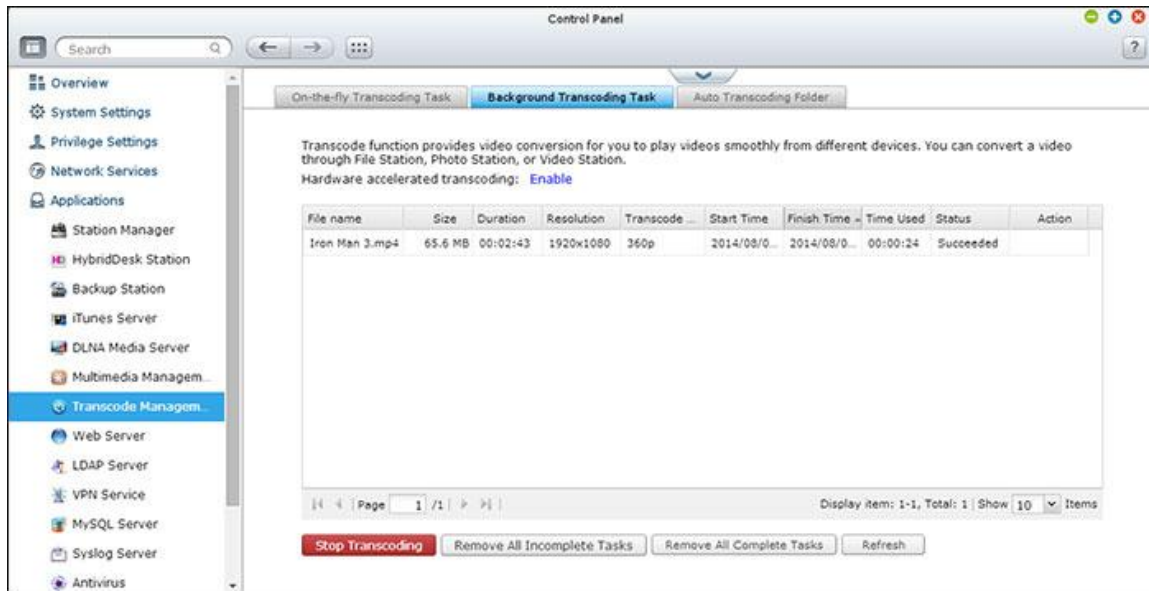 Control Panel
Search
?
Overview
System Settings
Privilege Settings
Network Services
Applications
Station Manager
HD HybridDesk Station
Backup Station
iTunes Server
DLNA Media Server
Multimedia Managem...
Transcode Managem...
Web Server
LDAP Server
VPN Service
MySQL Server
Syslog Server
Antivirus
On-the-fly Transcoding Task Background Transcoding Task Auto Transcoding Folder
Transcode function provides video conversion for you to play videos smoothly from different devices. You can convert a video
through File Station, Photo Station, or Video Station.
Hardware accelerated transcoding: Enable
File name Size Duration Resolution Transcode ... Start Time Finish Time Time Used Status Action
Iron Man 3.mp4 65.6 MB 00:02:43 1920x1080 360p 2014/08/0... 2014/08/0... 00:00:24 Succeeded
Page 1 /1 Display item: 1-1, Total: 1 Show 10 Items
Stop Transcoding Remove All Incomplete Tasks Remove All Complete Tasks Refresh